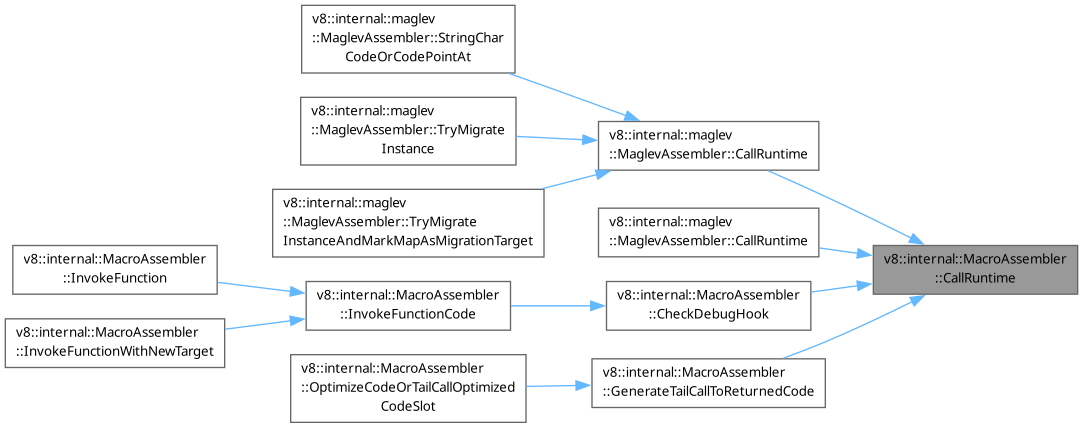 v8::internal::maglev
::MaglevAssembler::StringChar
CodeOrCodePointAt
v8::internal::maglev
::MaglevAssembler::TryMigrate
Instance
v8::internal::maglev
::MaglevAssembler::CallRuntime
v8::internal::maglev
::MaglevAssembler::TryMigrate
InstanceAndMarkMapAsMigrationTarget
v8::internal::maglev
::MaglevAssembler::CallRuntime
v8::internal::MacroAssembler
::InvokeFunction
v8::internal::MacroAssembler
::CallRuntime
v8::internal::MacroAssembler
::InvokeFunctionCode
v8::internal::MacroAssembler
::CheckDebugHook
v8::internal::MacroAssembler
::InvokeFunctionWithNewTarget
v8::internal::MacroAssembler
::OptimizeCodeOrTailCallOptimized
CodeSlot
v8::internal::MacroAssembler
::GenerateTailCallToReturnedCode